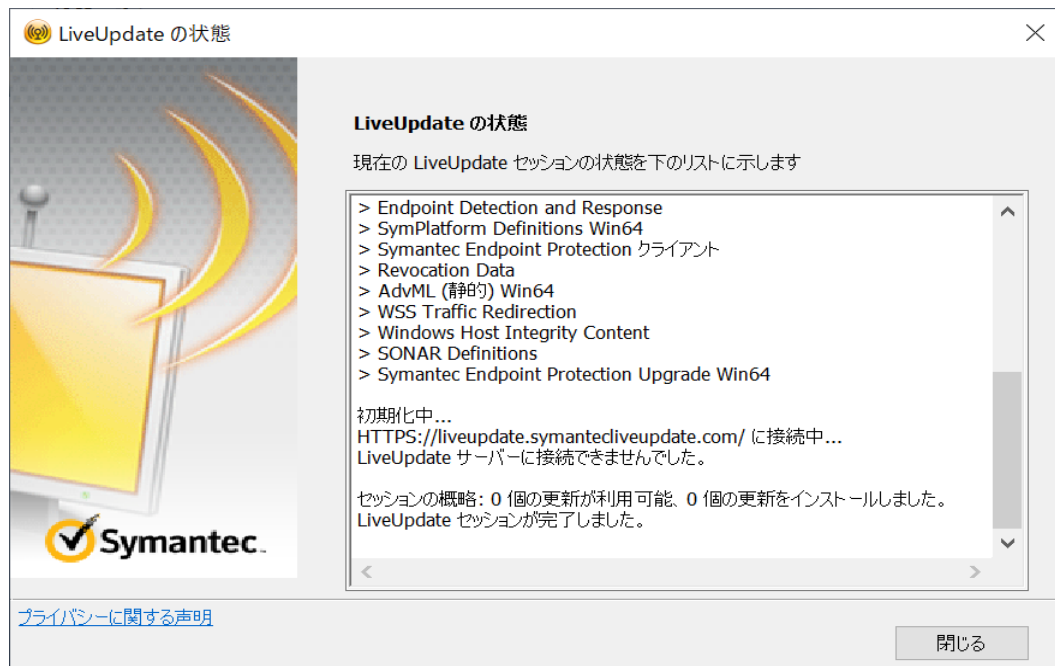 LiveUpdate の状態
LiveUpdate の状態
現在の LiveUpdate セッションの状態を下のリストに示します
> Endpoint Detection and Response
> SymPlatform Definitions Win64
> Symantec Endpoint Protection クライアント
> Revocation Data
> AdvML (静的) Win64
> WSS Traffic Redirection
> Windows Host Integrity Content
> SONAR Definitions
> Symantec Endpoint Protection Upgrade Win64
初期化中...
HTTPS://liveupdate.symantecliveupdate.com/ に接続中...
LiveUpdate サーバーに接続できませんでした。
セッションの概略: 0 個の更新が利用可能、0 個の更新をインストールしました。
LiveUpdate セッションが完了しました。
Symantec.
プライバシーに関する声明
閉じる